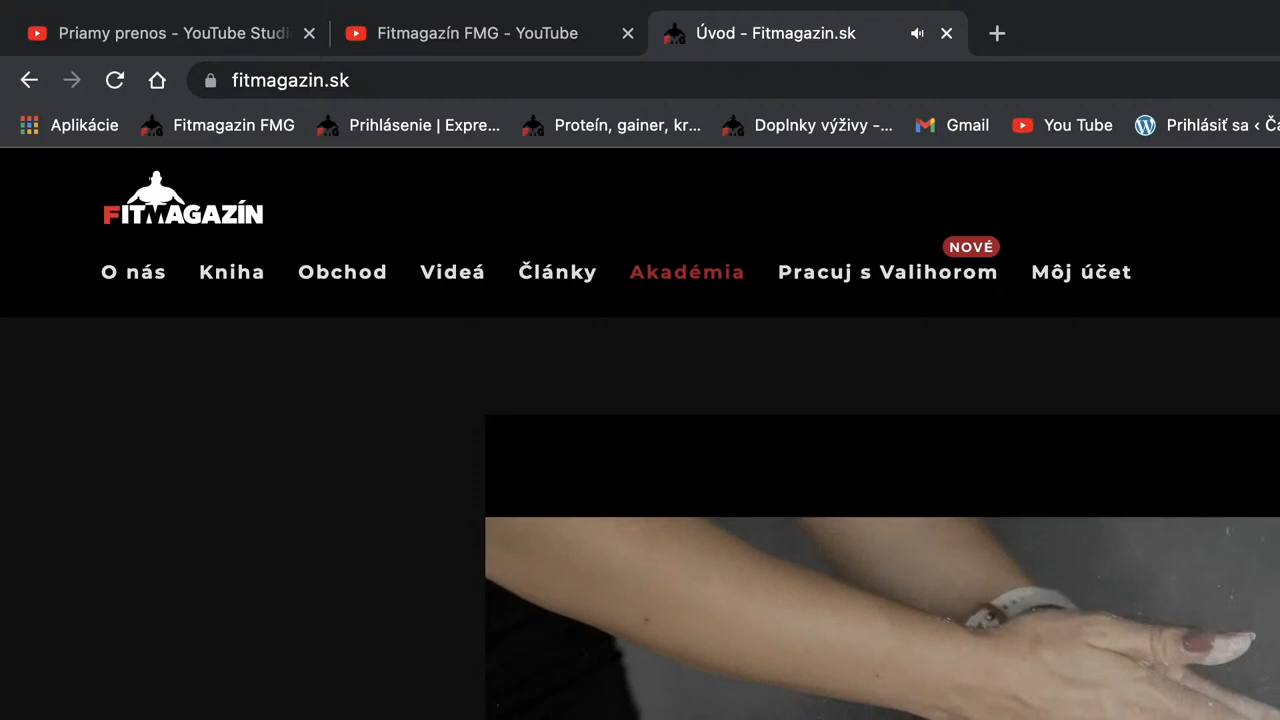 Priamy prenos - YouTube Studi
Fitmagazín FMG - YouTube
Úvod - Fitmagazin.sk
fitmagazin.sk
Aplikácie
Fitmagazin FMG
Prihlásenie | Expre...
Proteín, gainer, kr...
Doplnky výživy -...
Gmail
You Tube
Prihlásiť sa ‹ Ča
FITMAGAZÍN
NOVÉ
O nás Kniha Obchod Videá Články Akadémia Pracuj s Valihorom Môj účet